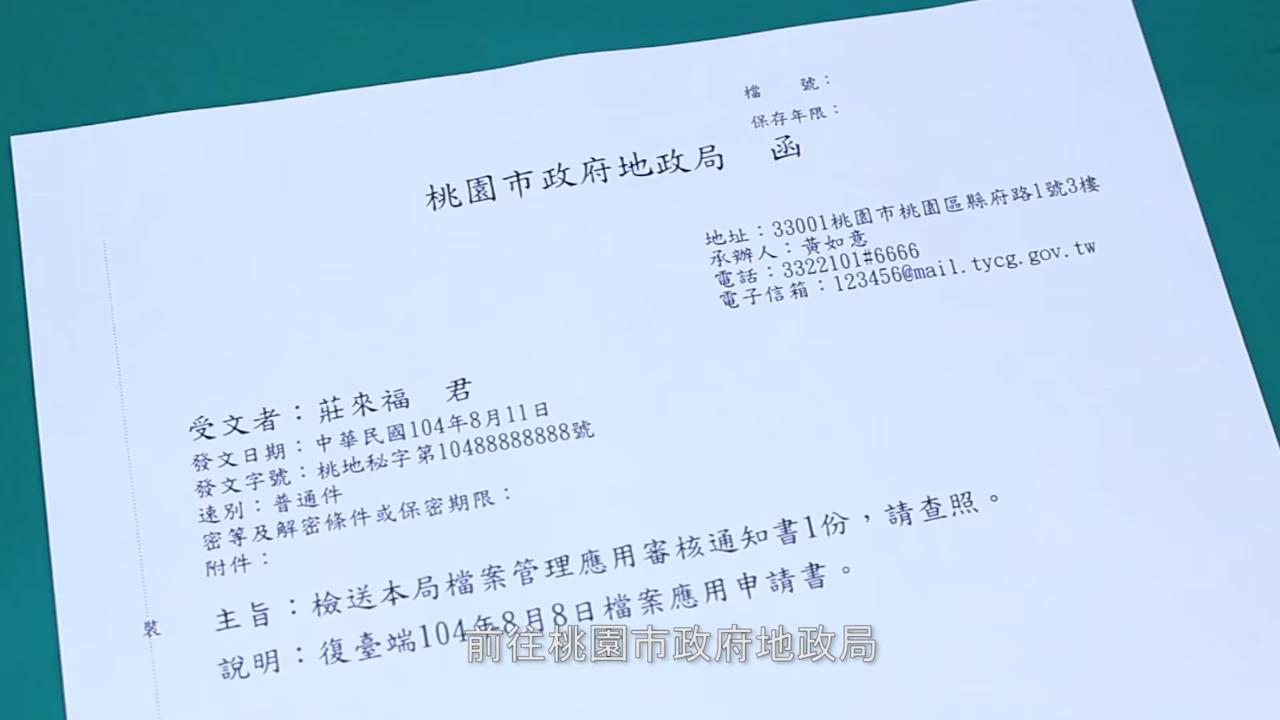 檔　　號：
保存年限：
桃園市政府地政局　函
地址：33001桃園市桃園區縣府路1號3樓
承辦人：黃如意
電話：3322101#6666
電子信箱：123456@mail.tycg.gov.tw
受文者：莊來福　君
發文日期：中華民國104年8月11日
發文字號：桃地秘字第10488888888號
速別：普通件
密等及解密條件或保密期限：
附件：
主旨：檢送本局檔案管理應用審核通知書1份，請查照。
說明：復臺端104年8月8日檔案應用申請書。
裝
前往桃園市政府地政局